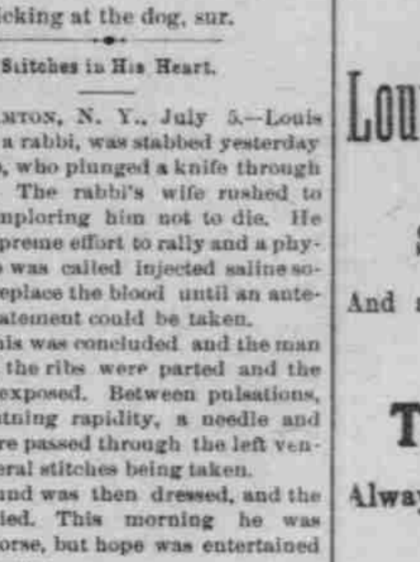 icking at the dog, sur.
Stitches in His Heart.
MTON, N. Y., July 5.—Louis
a rabbi, was stabbed yesterday
, who plunged a knife through
The rabbi's wife rushed to
mploring him not to die. He
preme effort to rally and a phy-
was called injected saline so-
eplace the blood until an ante-
atement could be taken.
his was concluded and the man
the ribs were parted and the
exposed. Between pulsations,
htning rapidity, a needle and
re passed through the left ven-
eral stitches being taken.
und was then dressed, and the
ied. This morning he was
orse, but hope was entertained
Lou
And
T
Alway